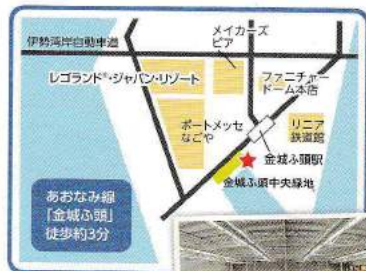 メイカーズ
ピア
伊勢湾岸自動車道
レゴランド®・ジャパン・リゾート
ファニチャー
ドーム本店
ポートメッセ
なごや
リニア
鉄道館
金城ふ頭駅
金城ふ頭中央緑地
あおなみ線
「金城ふ頭」
徒歩約3分